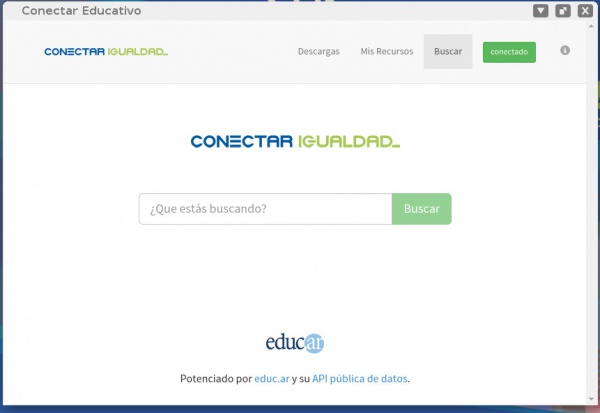 Conectar Educativo
CONECTAR IGUALDAD_
Descargas Mis Recursos Buscar conectado
CONECTAR IGUALDAD_
¿Que estás buscando? Buscar
educ.ar
Potenciado por educ.ar y su API pública de datos.